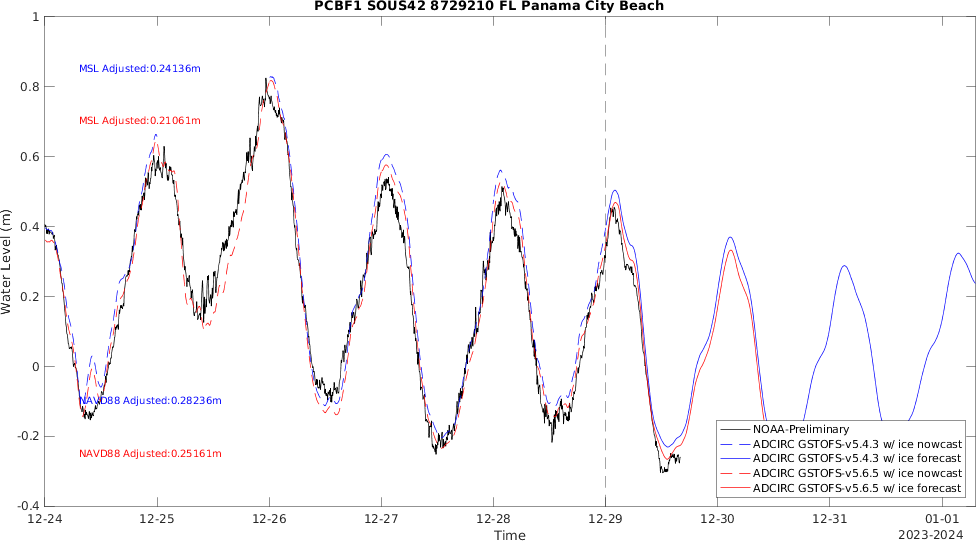 PCBF1 SOUS42 8729210 FL Panama City Beach
1
0.8
0.6
0.4
0.2
0
-0.2
-0.4
Water Level (m)
MSL Adjusted:0.24136m
MSL Adjusted:0.21061m
NAVD88 Adjusted:0.28236m
NAVD88 Adjusted:0.25161m
NOAA-Preliminary
ADCIRC GSTOFS-v5.4.3 w/ ice nowcast
ADCIRC GSTOFS-v5.4.3 w/ ice forecast
ADCIRC GSTOFS-v5.6.5 w/ ice nowcast
ADCIRC GSTOFS-v5.6.5 w/ ice forecast
12-24 12-25 12-26 12-27 12-28 12-29 12-30 12-31 01-01
Time
2023-2024